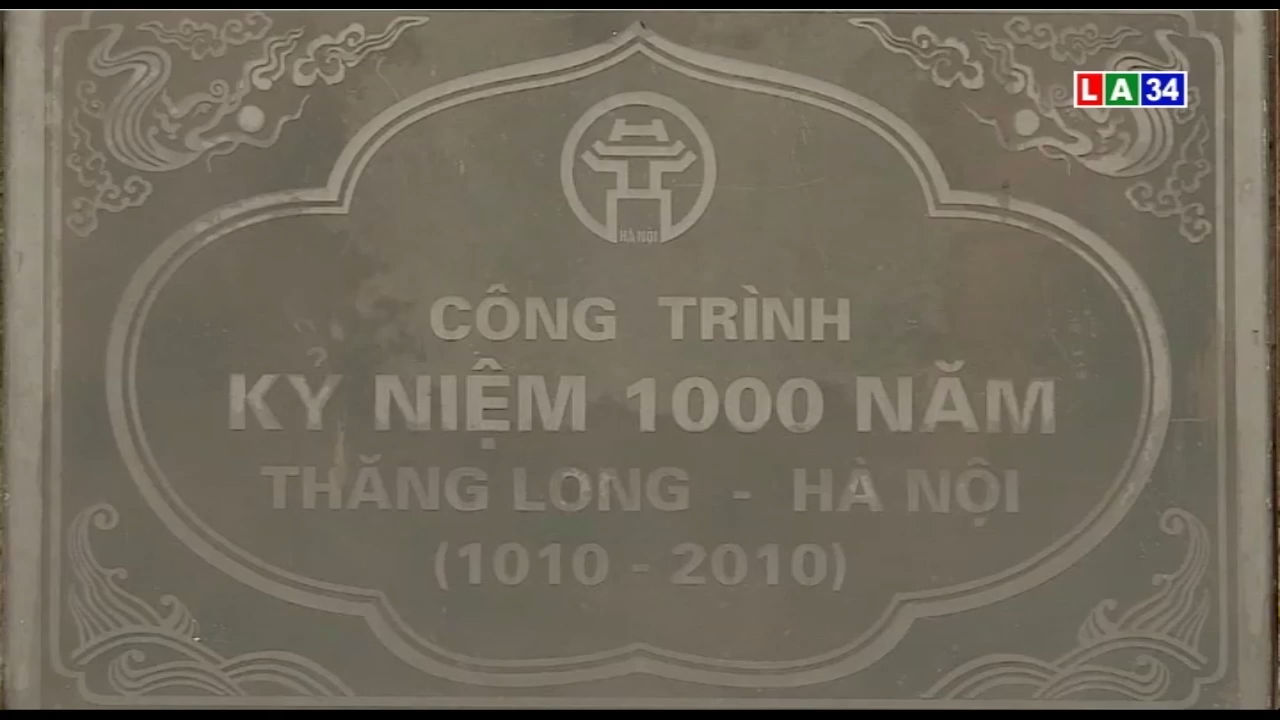 LA34
HÀ NỘI
CÔNG TRÌNH
KỶ NIỆM 1000 NĂM
THĂNG LONG - HÀ NỘI
(1010 - 2010)